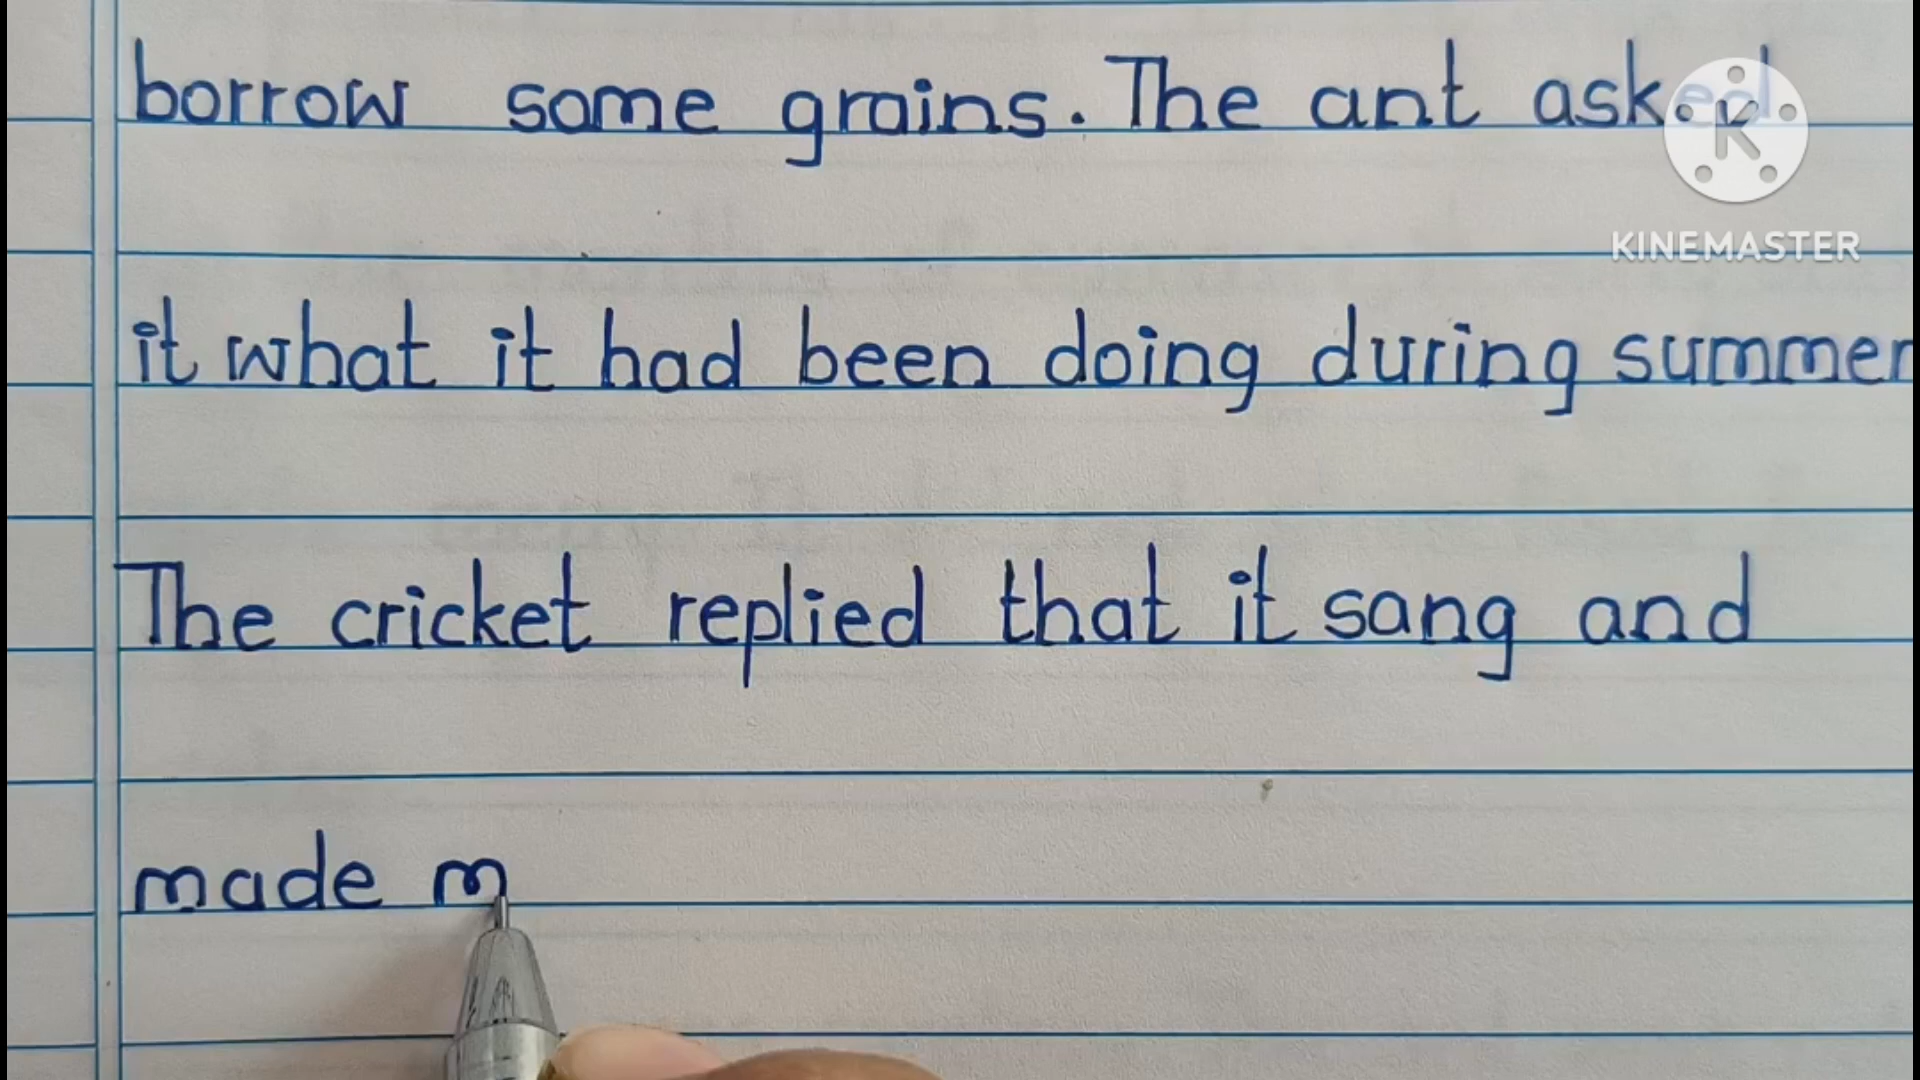 borrow some grains. The ant asked
KINEMASTER
it what it had been doing during summer
The cricket replied that it sang and
made m